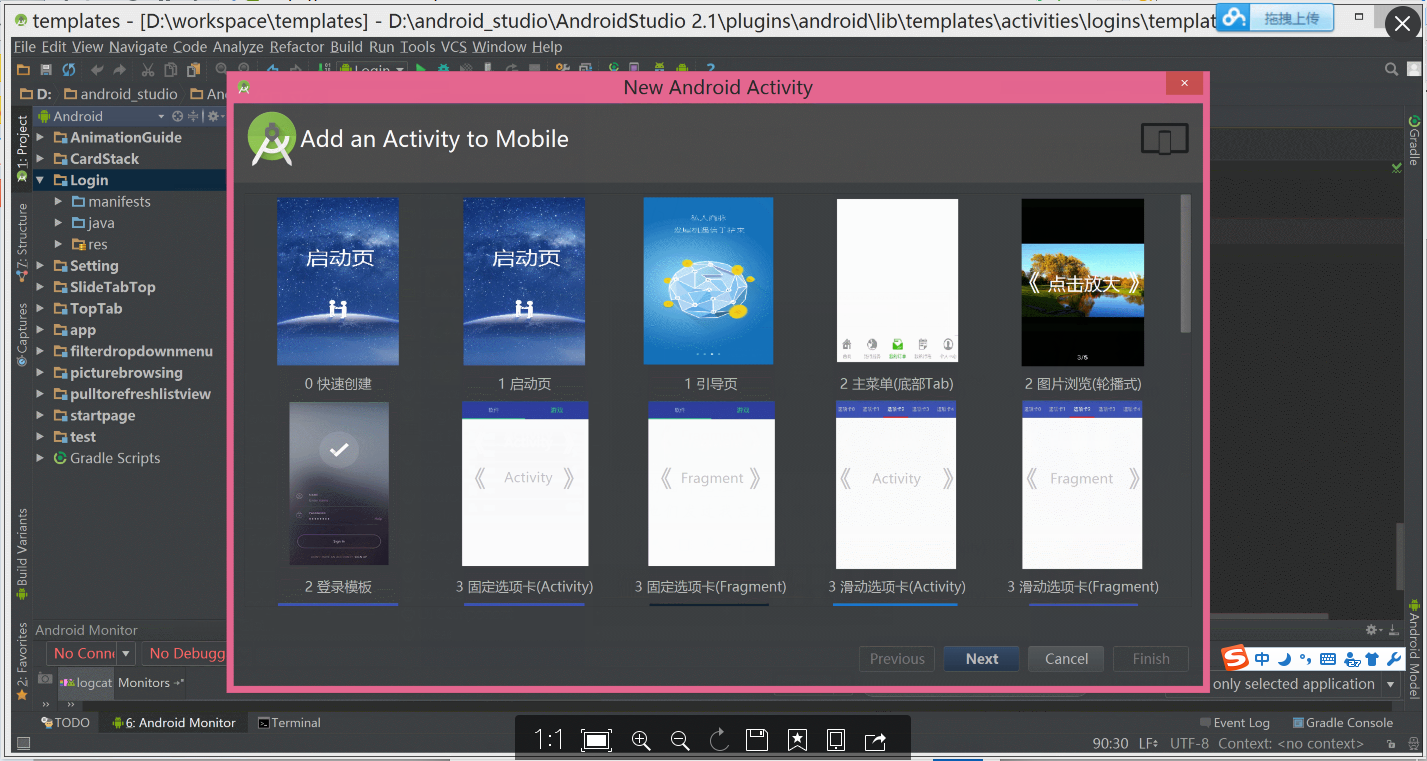 templates - [D:\workspace\templates] - D:\android_studio\AndroidStudio 2.1\plugins\android\lib\templates\activities\logins\templat
拖拽上传
File Edit View Navigate Code Analyze Refactor Build Run Tools VCS Window Help
Login
D: android_studio An
New Android Activity
Android
Add an Activity to Mobile
1: Project
7: Structure
Captures
Build Variants
2: Favorites
AnimationGuide
CardStack
Login
manifests
java
res
Setting
SlideTabTop
TopTab
app
filterdropdownmenu
picturebrowsing
pulltorefreshlistview
startpage
test
Gradle Scripts
启动页
启动页
《 点击放大 》
3/6
0 快速创建
1 启动页
1 引导页
2 主菜单(底部Tab)
2 图片浏览(轮播式)
Sign in
软件 游戏
《 Activity 》
软件 游戏
《 Fragment 》
《 Activity 》
《 Fragment 》
2 登录模板
3 固定选项卡(Activity)
3 固定选项卡(Fragment)
3 滑动选项卡(Activity)
3 滑动选项卡(Fragment)
Previous Next Cancel Finish
Gradle
Android Model
Android Monitor
No Conn No Debugg
logcat Monitors
中
only selected application
TODO 6: Android Monitor Terminal
Event Log Gradle Console
1:1
90:30 LF UTF-8 Context: <no context>